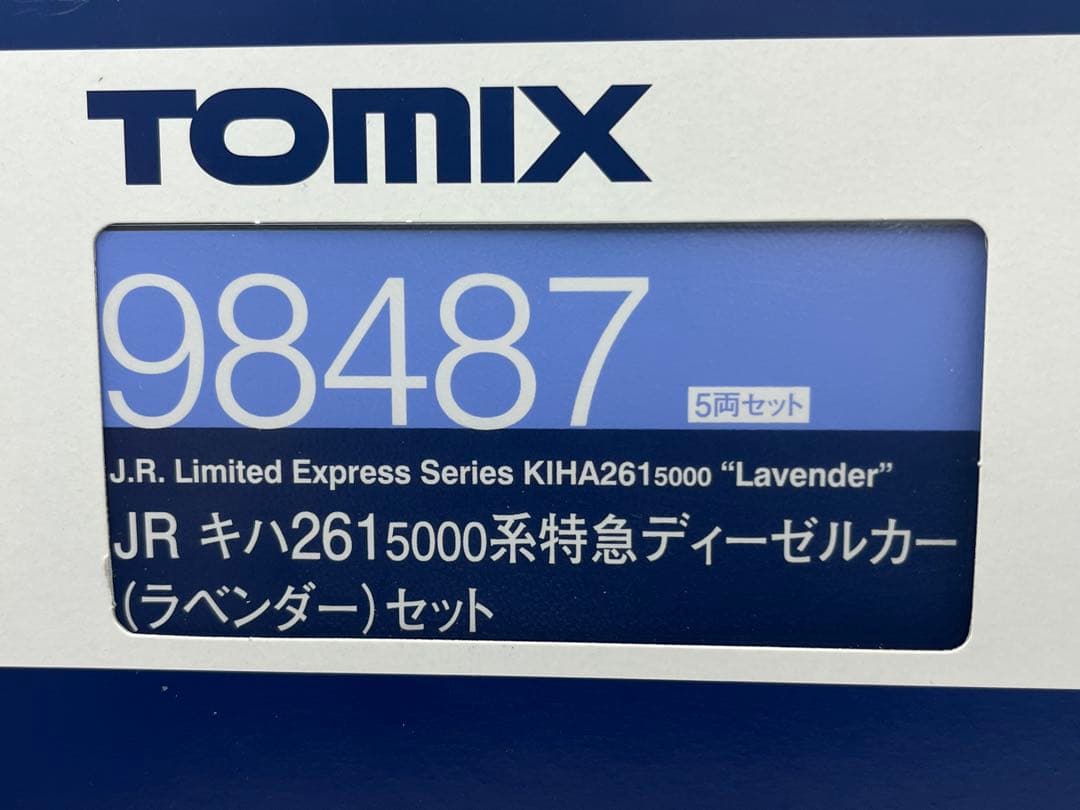 TOMIX
98487 5両セット
J.R. Limited Express Series KIHA2615000 “Lavender”
JR キハ2615000系特急ディーゼルカー
(ラベンダー)セット